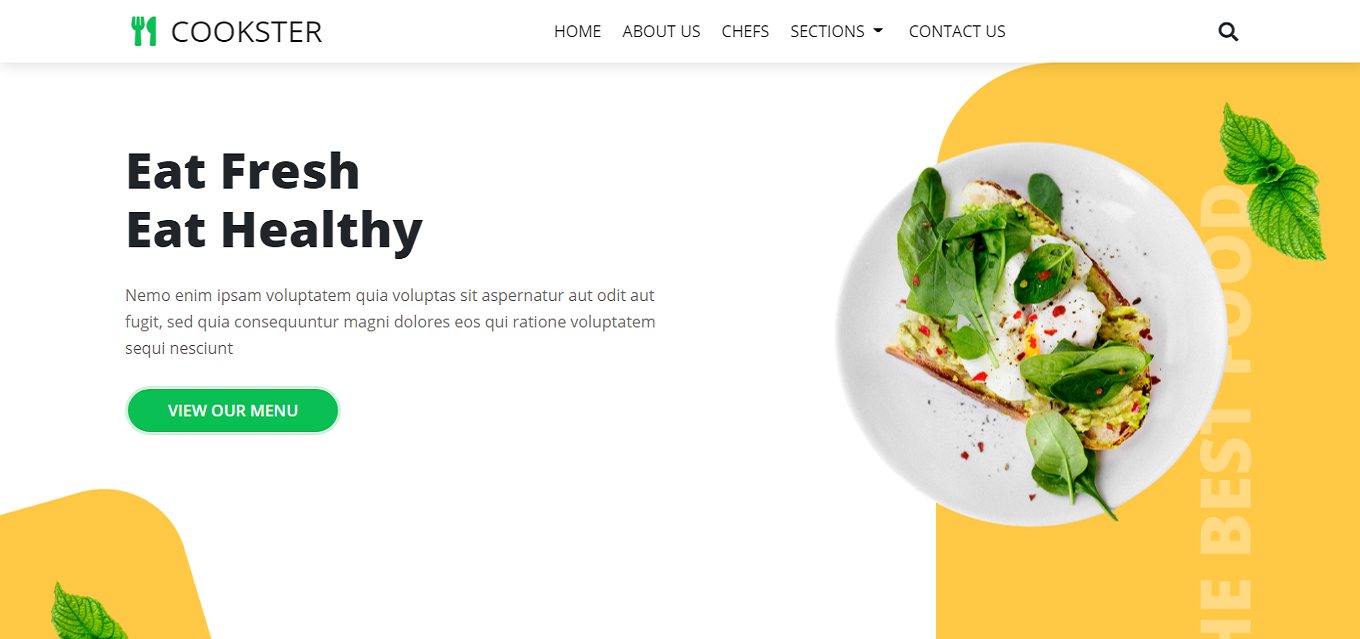 COOKSTER
HOME ABOUT US CHEFS SECTIONS CONTACT US
Eat Fresh
Eat Healthy
Nemo enim ipsam voluptatem quia voluptas sit aspernatur aut odit aut
fugit, sed quia consequuntur magni dolores eos qui ratione voluptatem
sequi nesciunt
VIEW OUR MENU
HE BEST FOOD